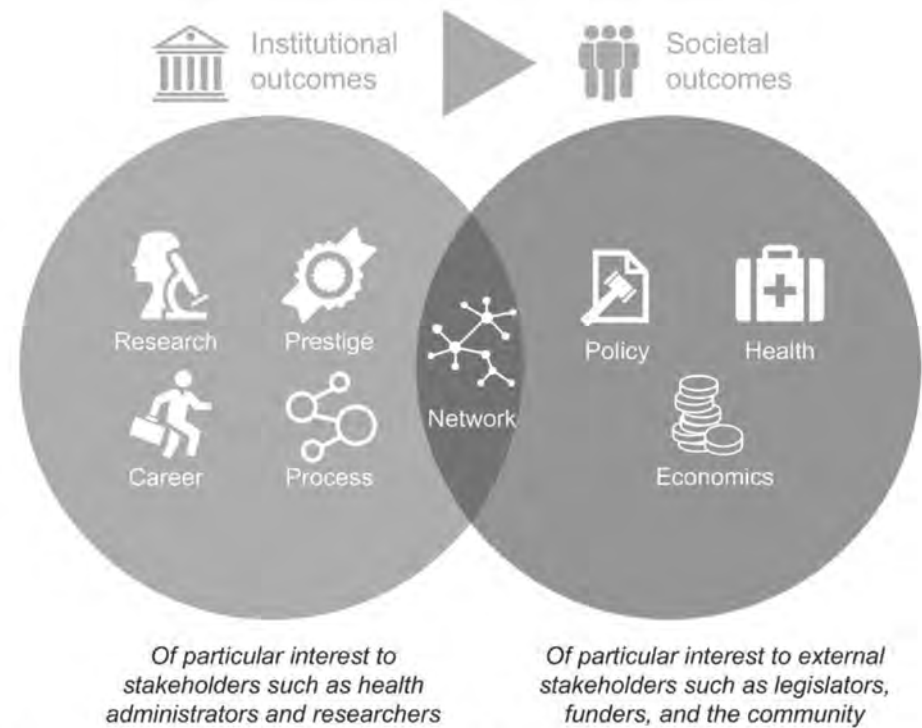 Institutional
outcomes
Societal
outcomes
Research
Prestige
Career
Process
Network
Policy
Health
Economics
Of particular interest to
stakeholders such as health
administrators and researchers
Of particular interest to external
stakeholders such as legislators,
funders, and the community